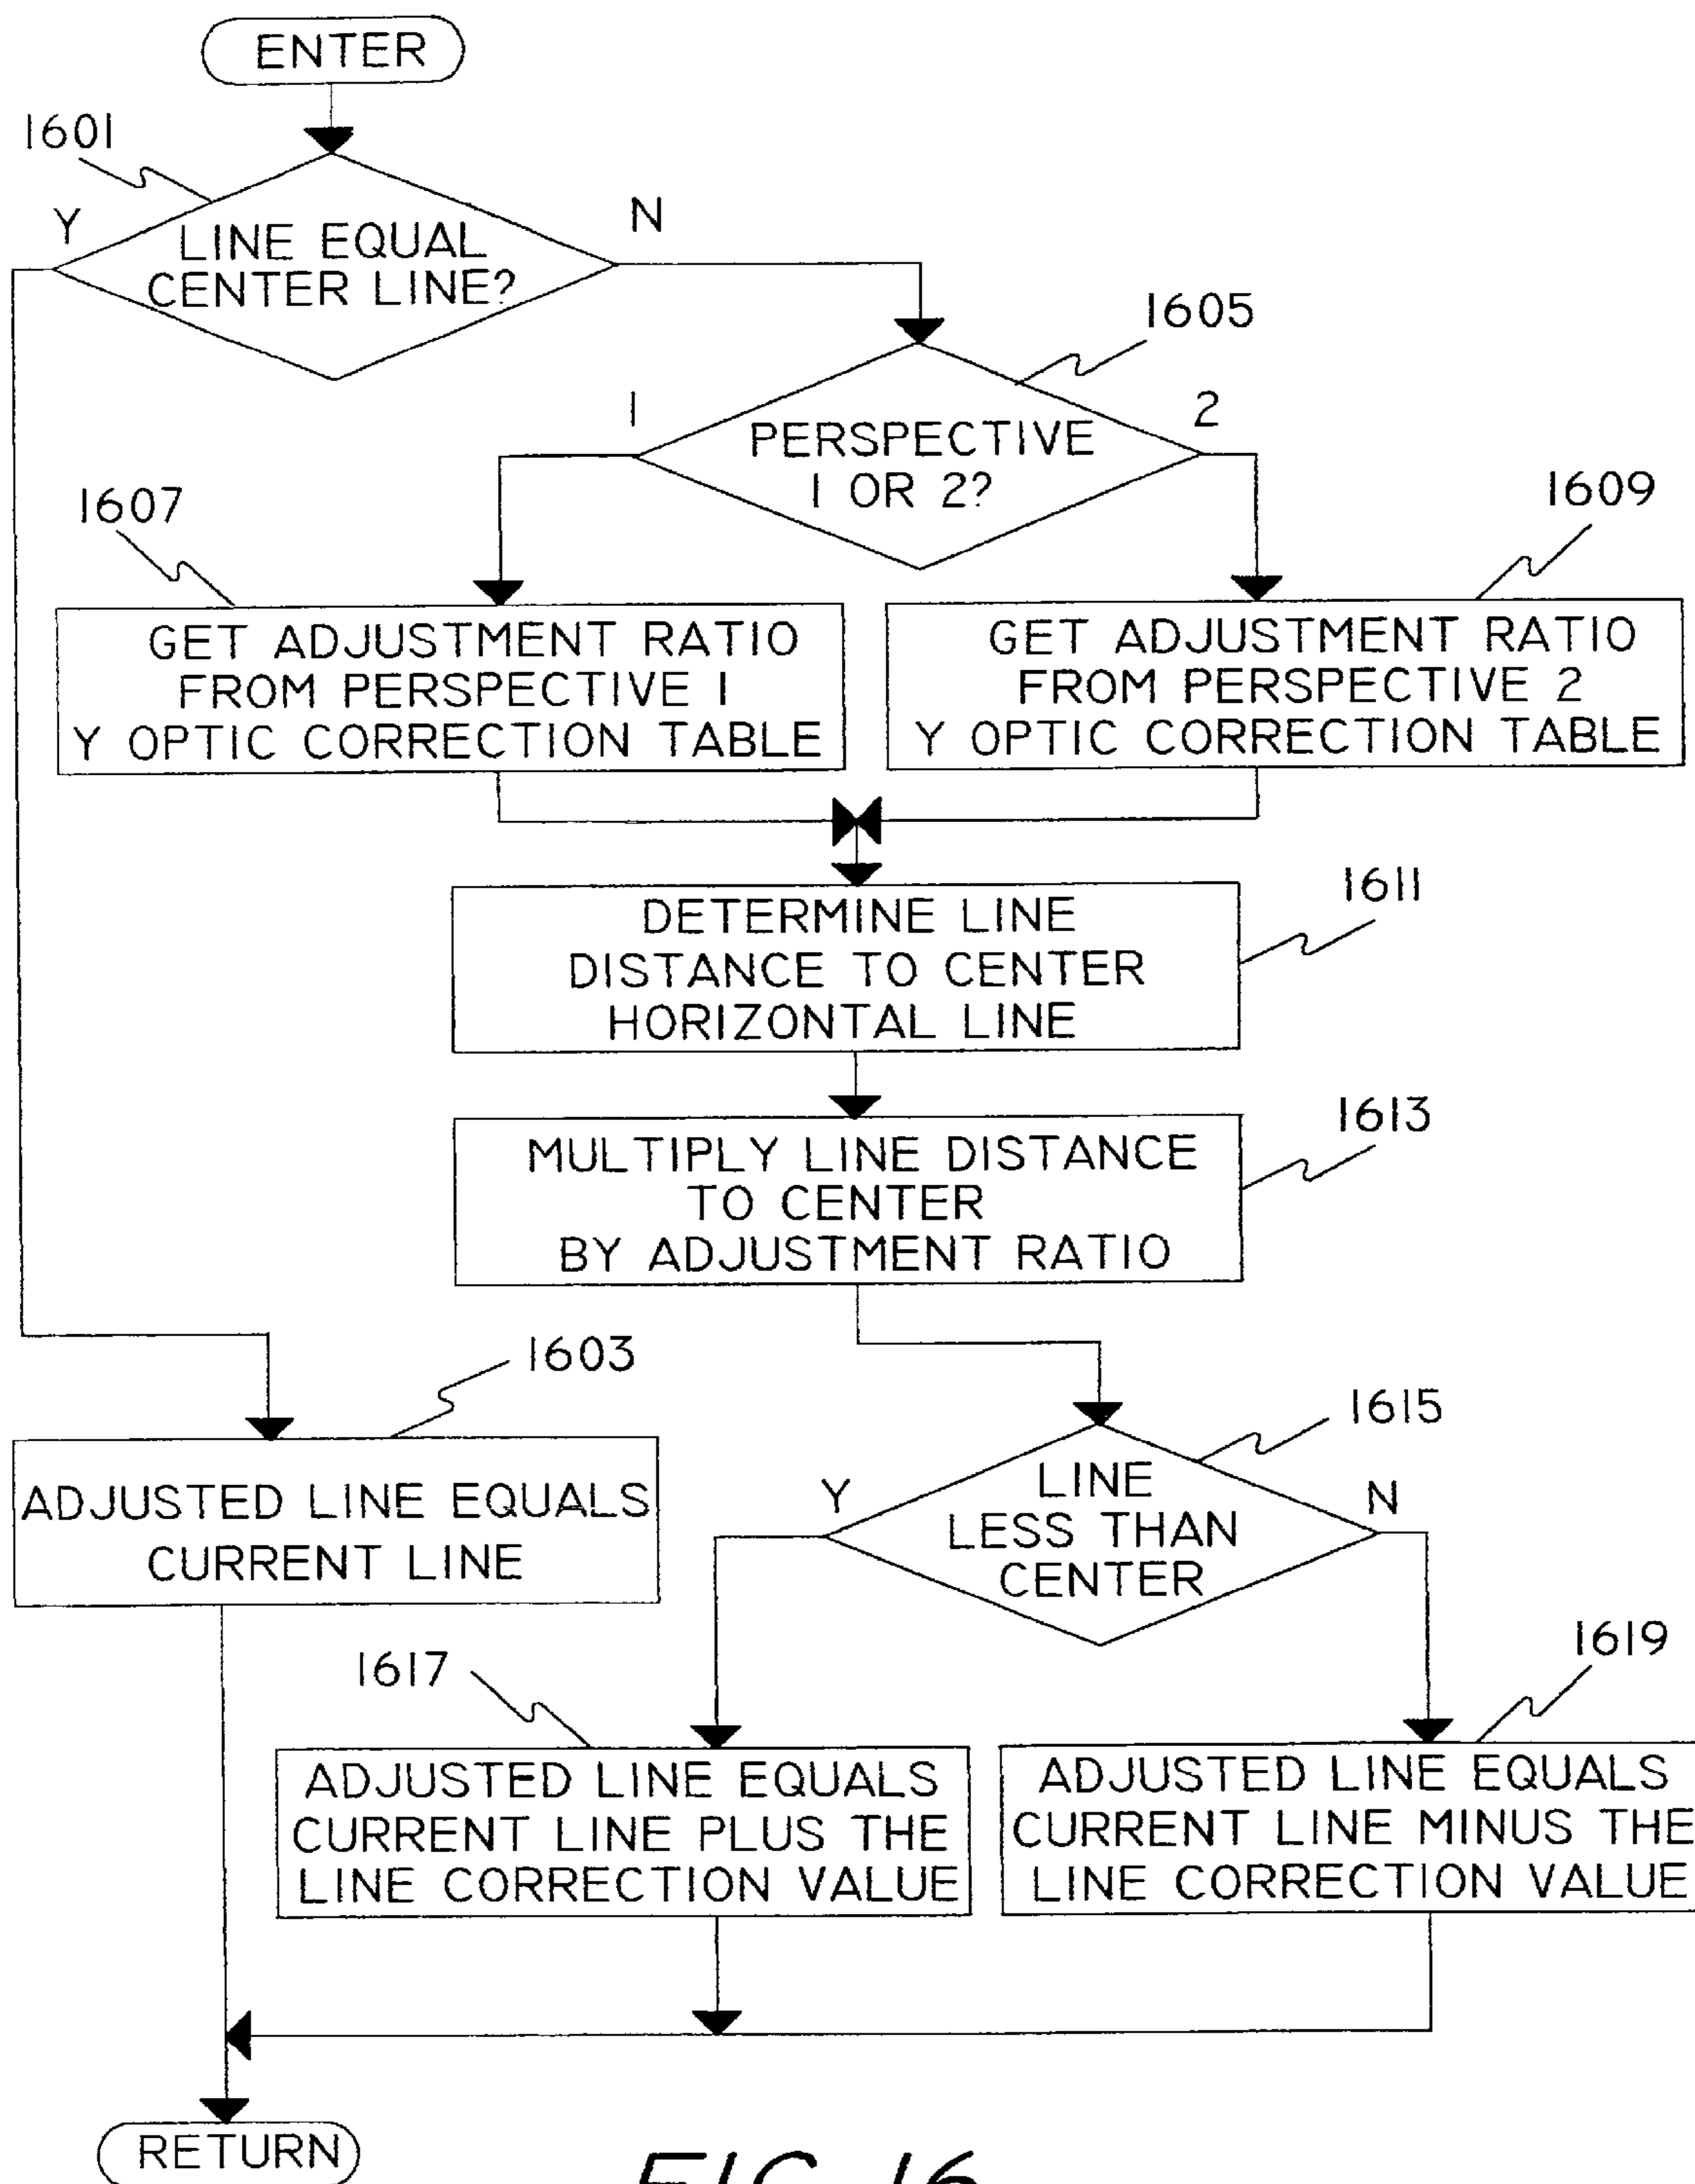 ENTER
1601
Y
N
LINE EQUAL
CENTER LINE?
1605
1
2
PERSPECTIVE
1 OR 2?
1607
1609
GET ADJUSTMENT RATIO
FROM PERSPECTIVE 1
Y OPTIC CORRECTION TABLE
GET ADJUSTMENT RATIO
FROM PERSPECTIVE 2
Y OPTIC CORRECTION TABLE
1611
DETERMINE LINE
DISTANCE TO CENTER
HORIZONTAL LINE
1613
MULTIPLY LINE DISTANCE
TO CENTER
BY ADJUSTMENT RATIO
1603
ADJUSTED LINE EQUALS
CURRENT LINE
1615
Y
N
LINE
LESS THAN
CENTER
1617
1619
ADJUSTED LINE EQUALS
CURRENT LINE PLUS THE
LINE CORRECTION VALUE
ADJUSTED LINE EQUALS
CURRENT LINE MINUS THE
LINE CORRECTION VALUE
RETURN
FIG. 16